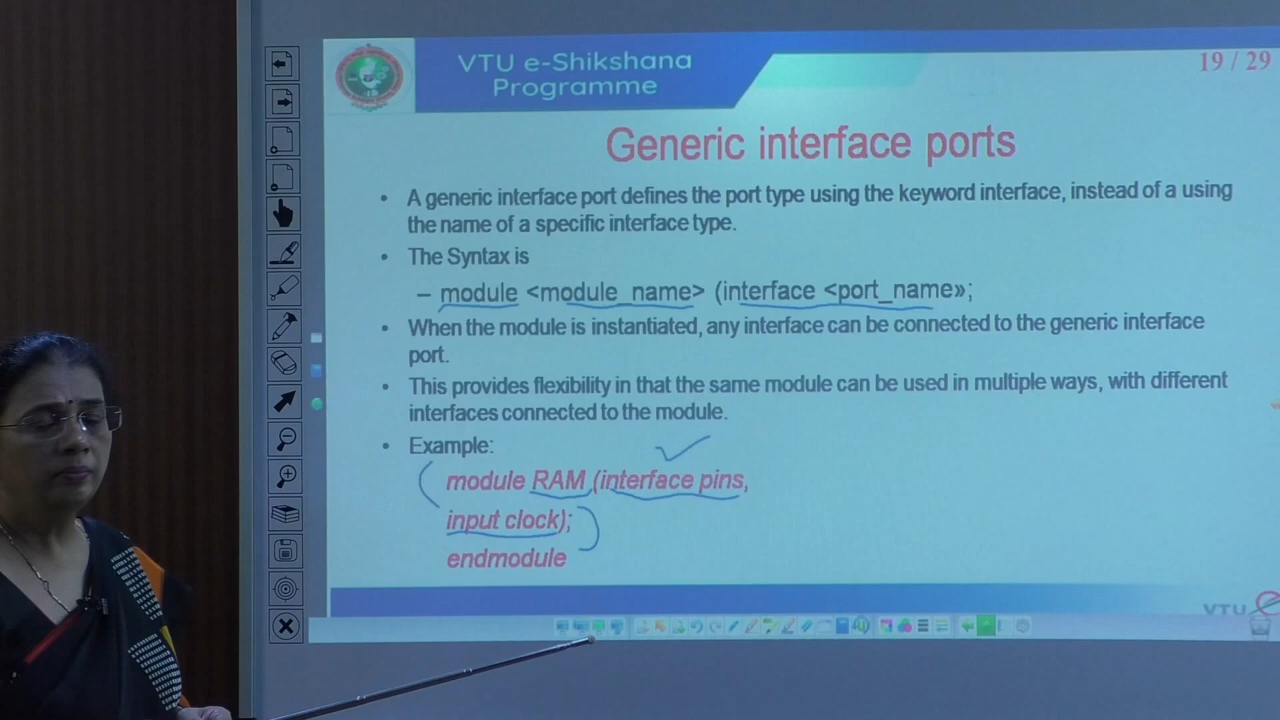 VTU e-Shikshana
Programme
19 / 29
Generic interface ports
• A generic interface port defines the port type using the keyword interface, instead of a using
the name of a specific interface type.
• The Syntax is
– module <module_name> (interface <port_name»;
• When the module is instantiated, any interface can be connected to the generic interface
port.
• This provides flexibility in that the same module can be used in multiple ways, with different
interfaces connected to the module.
• Example:
module RAM (interface pins,
input clock);
endmodule
VTU